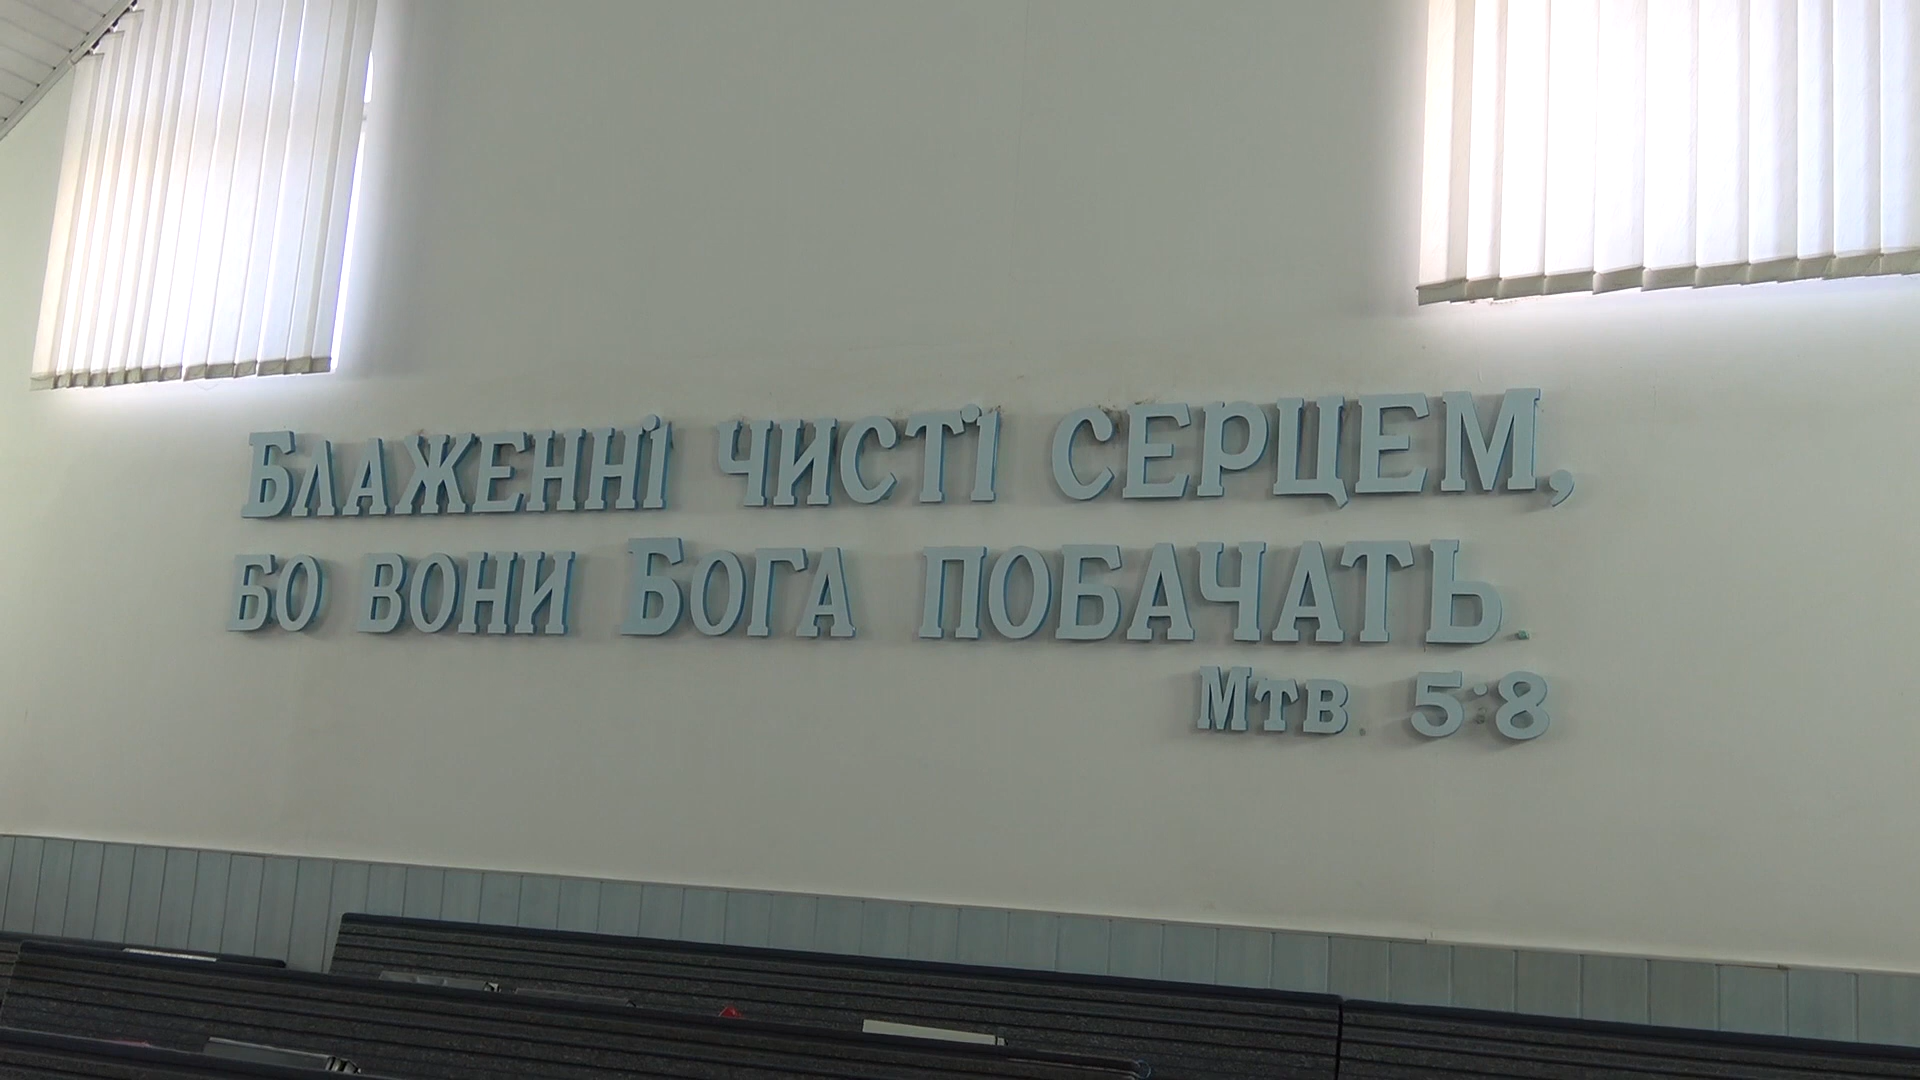 Блаженні чисті серцем,
бо вони Бога побачать.
Мтв 5:8